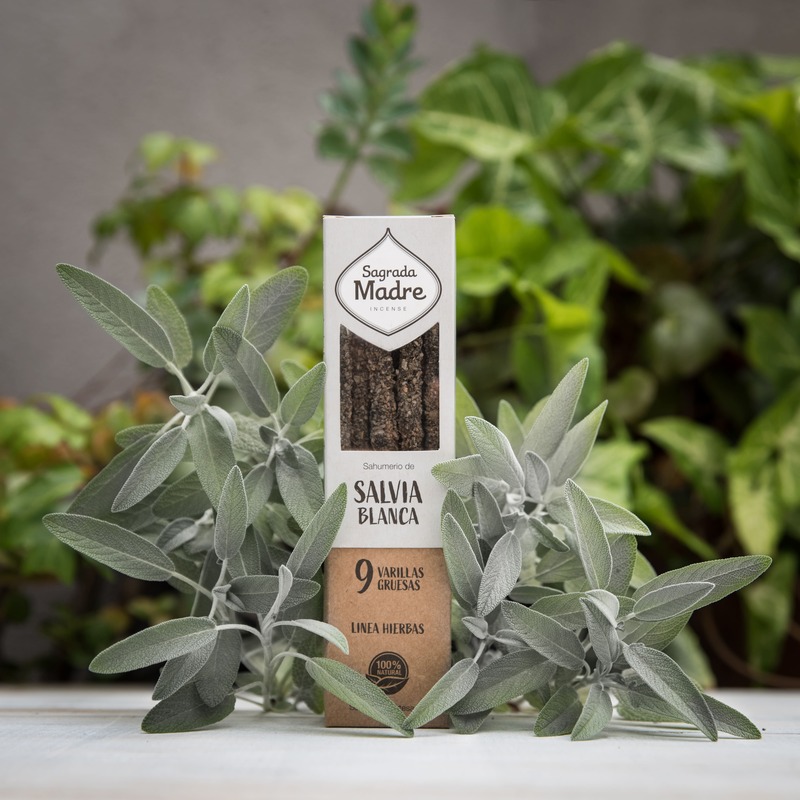 Sagrada
Madre
INCENSE
Sahumerio de
SALVIA
BLANCA
9 VARILLAS
GRUESAS
LINEA HIERBAS
100%
NATURAL